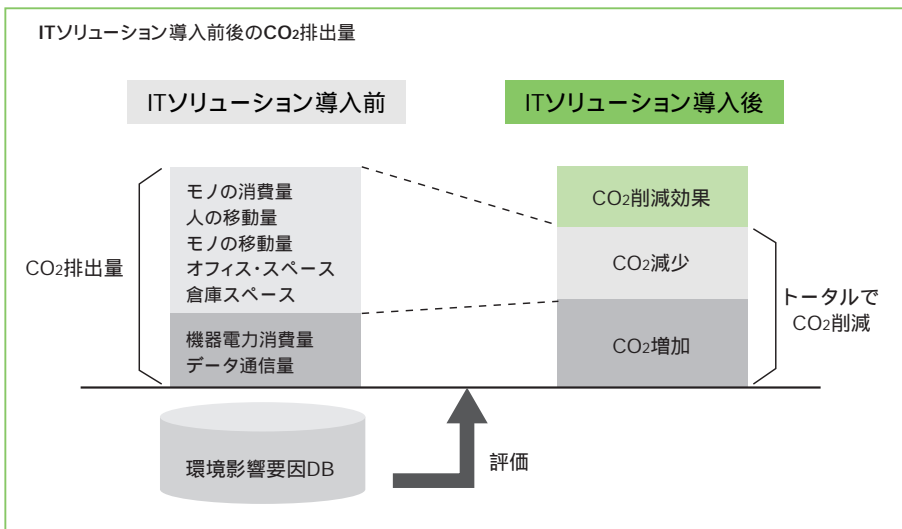 ITソリューション導入前後のCO₂排出量
ITソリューション導入前
ITソリューション導入後
CO₂排出量
モノの消費量
人の移動量
モノの移動量
オフィス・スペース
倉庫スペース
機器電力消費量
データ通信量
CO₂削減効果
CO₂減少
CO₂増加
トータルで
CO₂削減
環境影響要因DB
評価